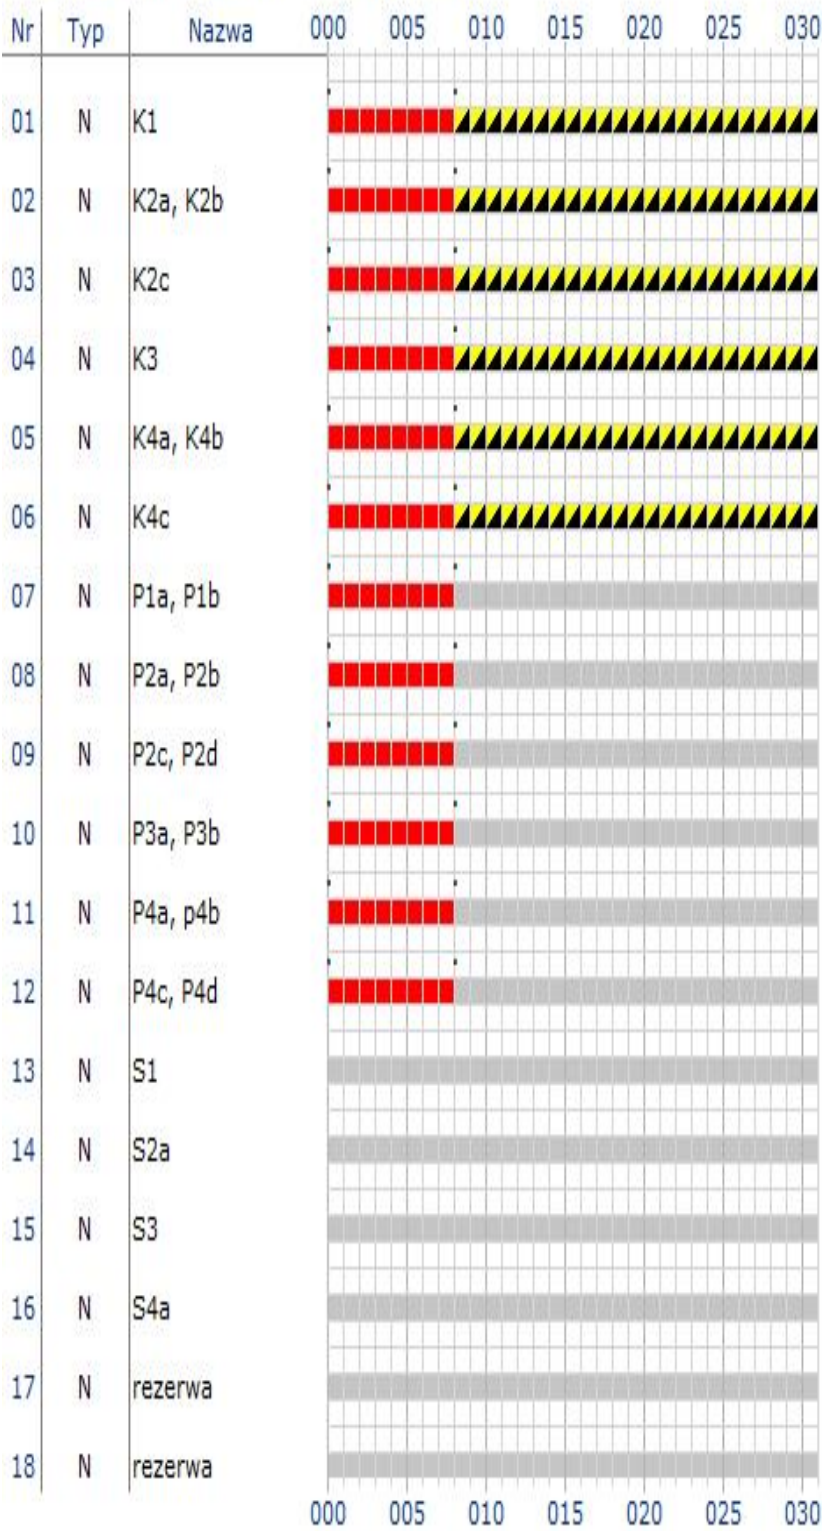 Nr Typ Nazwa 000 005 010 015 020 025 030
01 N K1
02 N K2a, K2b
03 N K2c
04 N K3
05 N K4a, K4b
06 N K4c
07 N P1a, P1b
08 N P2a, P2b
09 N P2c, P2d
10 N P3a, P3b
11 N P4a, p4b
12 N P4c, P4d
13 N S1
14 N S2a
15 N S3
16 N S4a
17 N rezerwa
18 N rezerwa
000 005 010 015 020 025 030